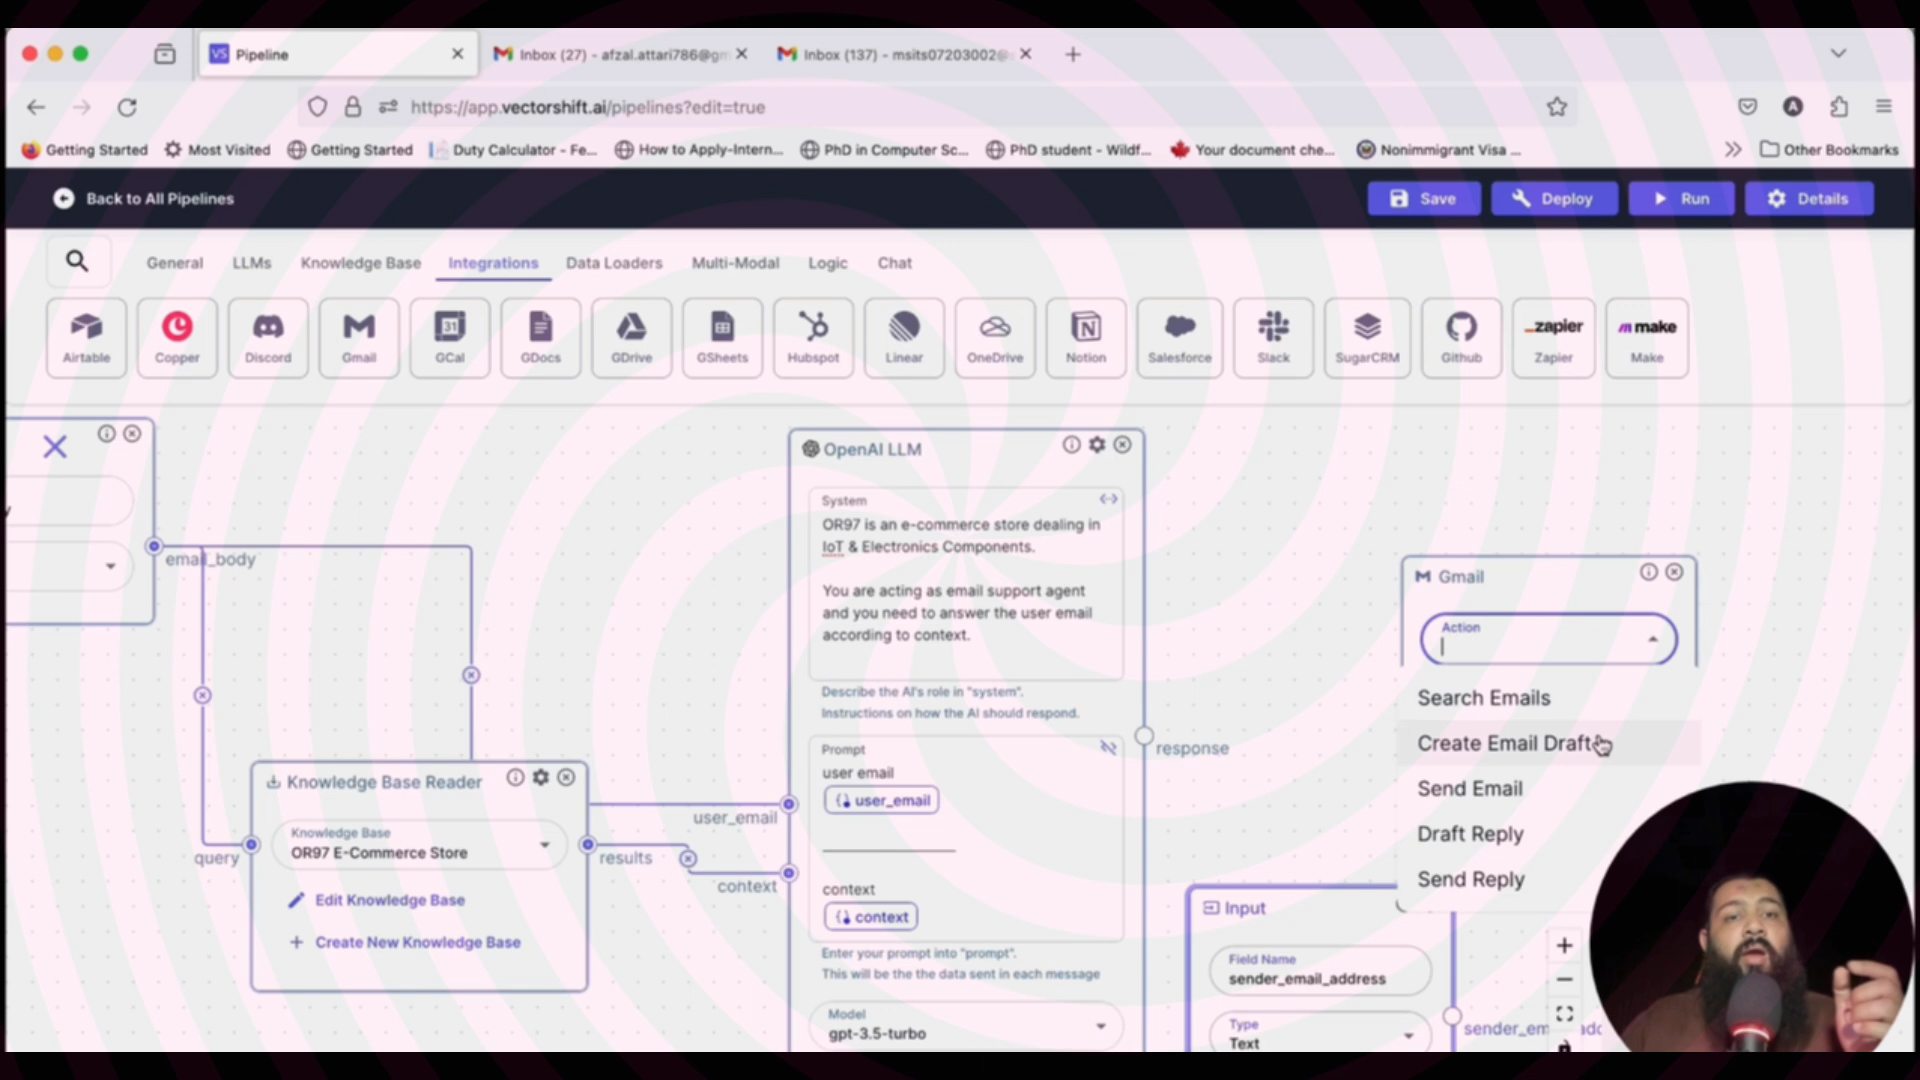 Pipeline
Inbox (27) - afzal.attari786@gm
Inbox (137) - msits07203002@
https://app.vectorshift.ai/pipelines?edit=true
Getting Started
Most Visited
Getting Started
Duty Calculator - Fe...
How to Apply-Intern...
PhD in Computer Sc...
PhD student - Wildf...
Your document che...
Nonimmigrant Visa ...
Other Bookmarks
Back to All Pipelines
Save
Deploy
Run
Details
General
LLMs
Knowledge Base
Integrations
Data Loaders
Multi-Modal
Logic
Chat
31
zapier
make
Airtable
Copper
Discord
Gmail
GCal
GDocs
GDrive
GSheets
Hubspot
Linear
OneDrive
Notion
Salesforce
Slack
SugarCRM
Github
Zapier
Make
email_body
OpenAI LLM
System
OR97 is an e-commerce store dealing in
IoT & Electronics Components.
You are acting as email support agent
and you need to answer the user email
according to context.
Describe the AI's role in "system".
Instructions on how the AI should respond.
Prompt
user email
user_email
context
context
Enter your prompt into "prompt".
This will be the the data sent in each message
Model
gpt-3.5-turbo
response
user_email
context
Knowledge Base Reader
Knowledge Base
OR97 E-Commerce Store
Edit Knowledge Base
Create New Knowledge Base
query
results
Gmail
Action
Search Emails
Create Email Draft
Send Email
Draft Reply
Send Reply
Input
Field Name
sender_email_address
Type
Text
sender_em